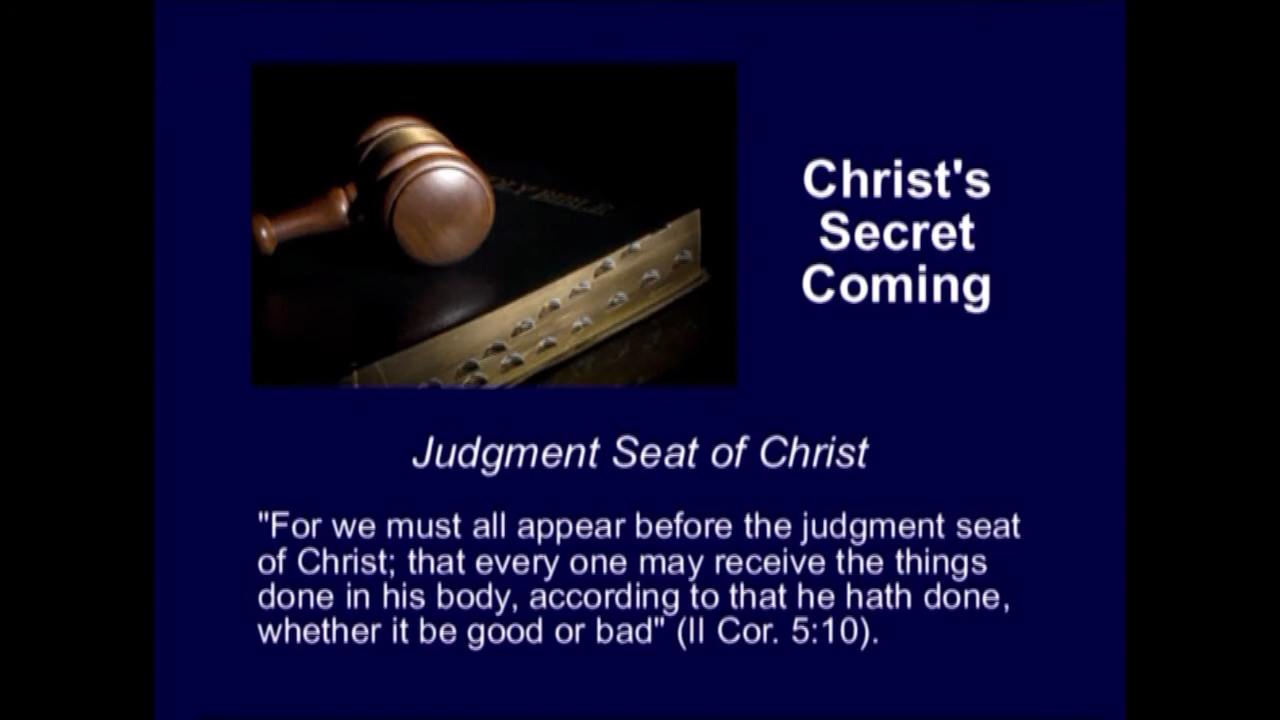 Christ's
Secret
Coming
HOLY BIBLE
Judgment Seat of Christ
"For we must all appear before the judgment seat
of Christ; that every one may receive the things
done in his body, according to that he hath done,
whether it be good or bad" (II Cor. 5:10).